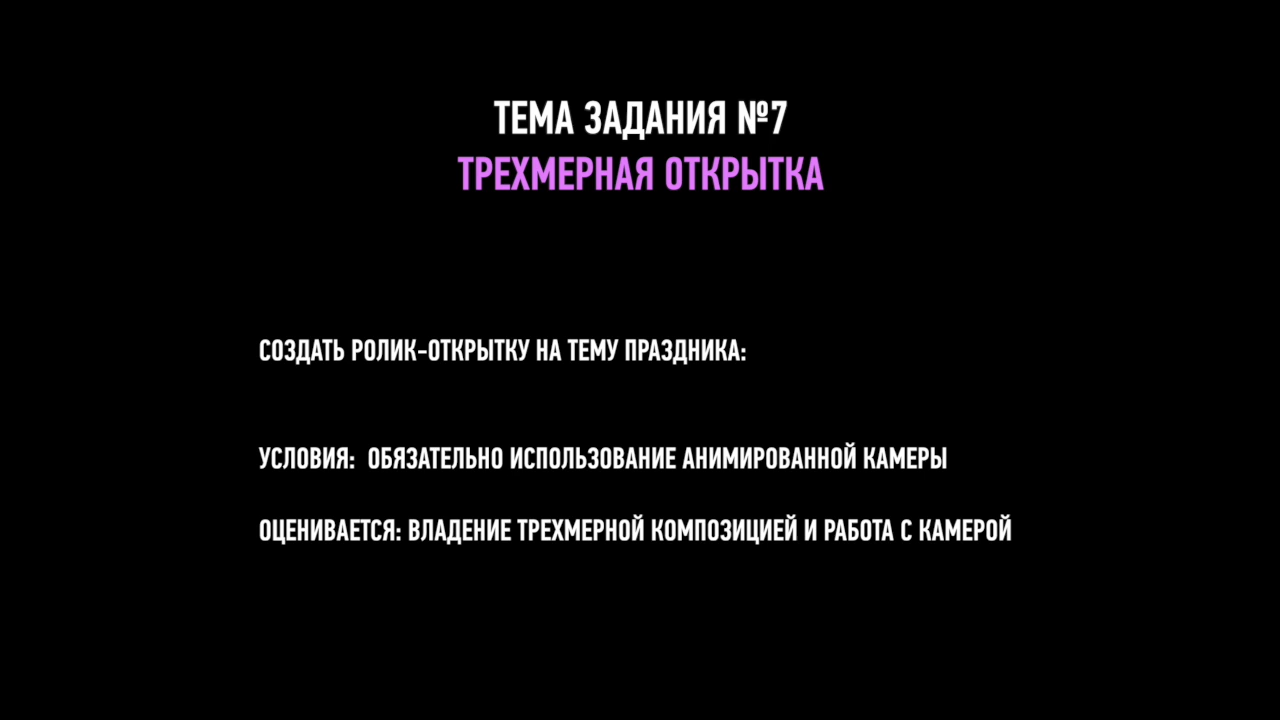 ТЕМА ЗАДАНИЯ №7
ТРЕХМЕРНАЯ ОТКРЫТКА
СОЗДАТЬ РОЛИК-ОТКРЫТКУ НА ТЕМУ ПРАЗДНИКА:
УСЛОВИЯ: ОБЯЗАТЕЛЬНО ИСПОЛЬЗОВАНИЕ АНИМИРОВАННОЙ КАМЕРЫ
ОЦЕНИВАЕТСЯ: ВЛАДЕНИЕ ТРЕХМЕРНОЙ КОМПОЗИЦИЕЙ И РАБОТА С КАМЕРОЙ